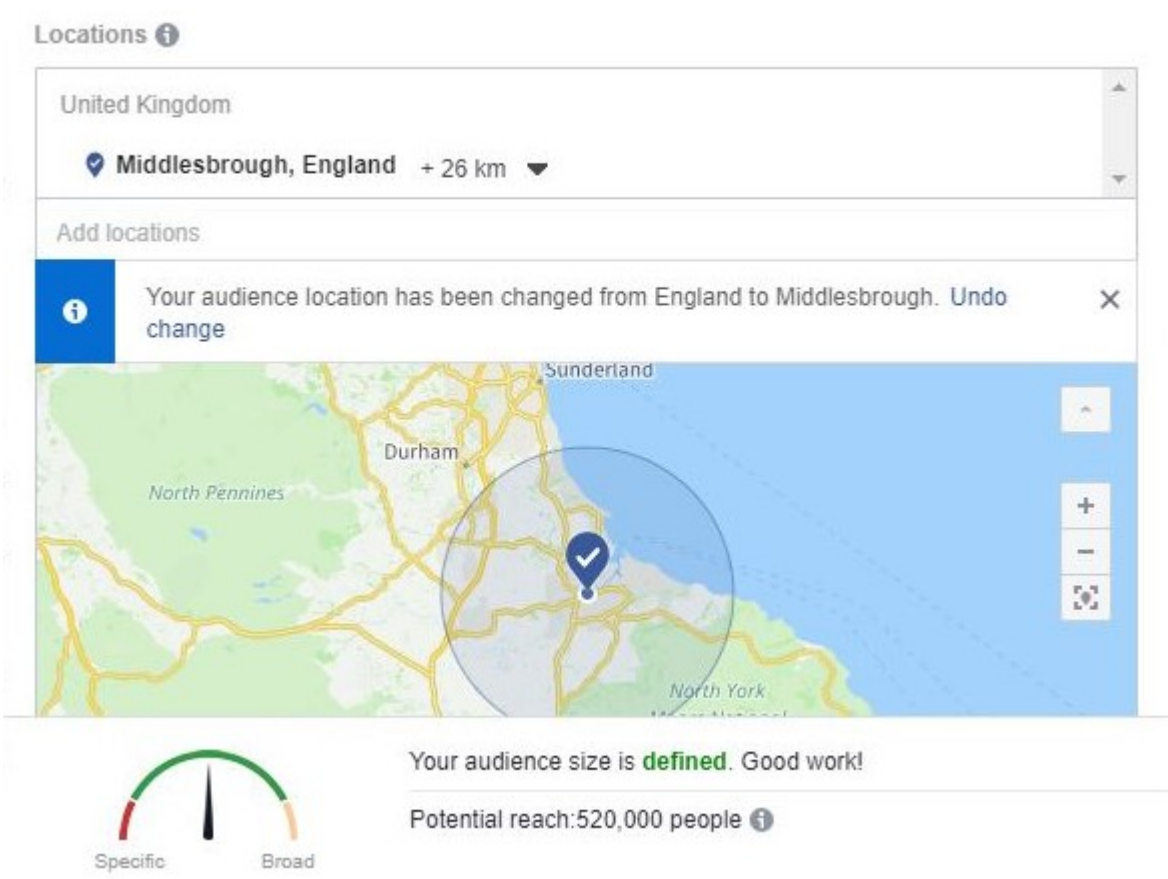 Locations
United Kingdom
Middlesbrough, England + 26 km
Add locations
Your audience location has been changed from England to Middlesbrough. Undo
change
Sunderland
Durham
North Pennines
North York
Your audience size is defined. Good work!
Potential reach:520,000 people
Specific
Broad